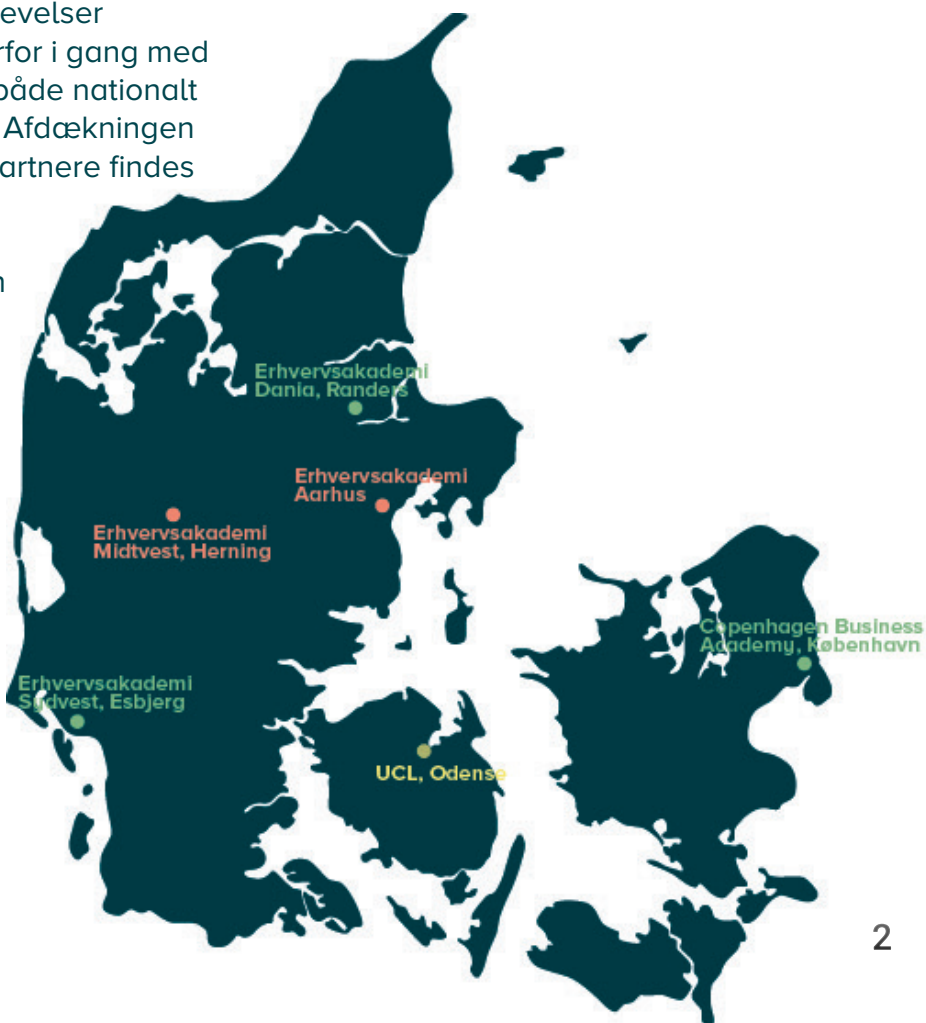 evelser
rfor i gang med
både nationalt
Afdækningen
artnere findes
Erhvervsakademi
Dania, Randers
Erhvervsakademi
Aarhus
Erhvervsakademi
Midtvest, Herning
Copenhagen Business
Academy, København
Erhvervsakademi
Sydvest, Esbjerg
UCL, Odense
2